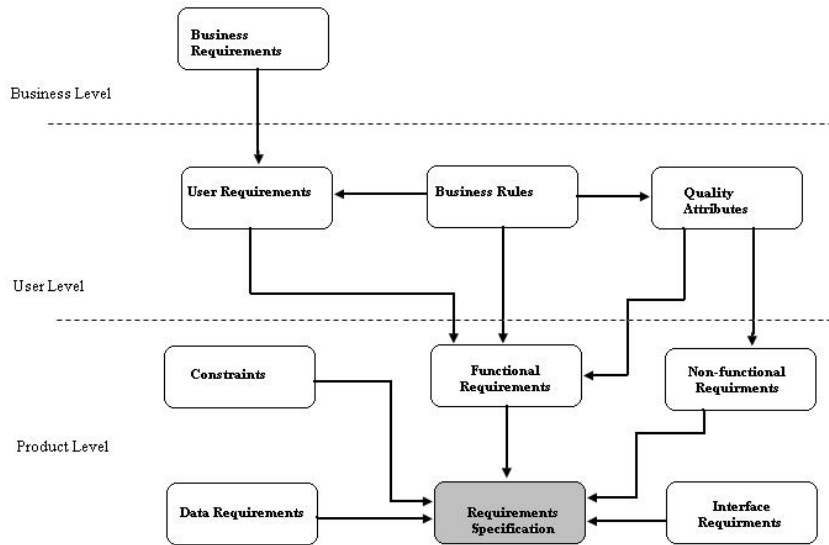 Business
Requirements
Business Level
User Requirements
Business Rules
Quality
Attributes
User Level
Constraints
Functional
Requirements
Non-functional
Requirments
Product Level
Data Requirements
Requirements
Specification
Interface
Requirments